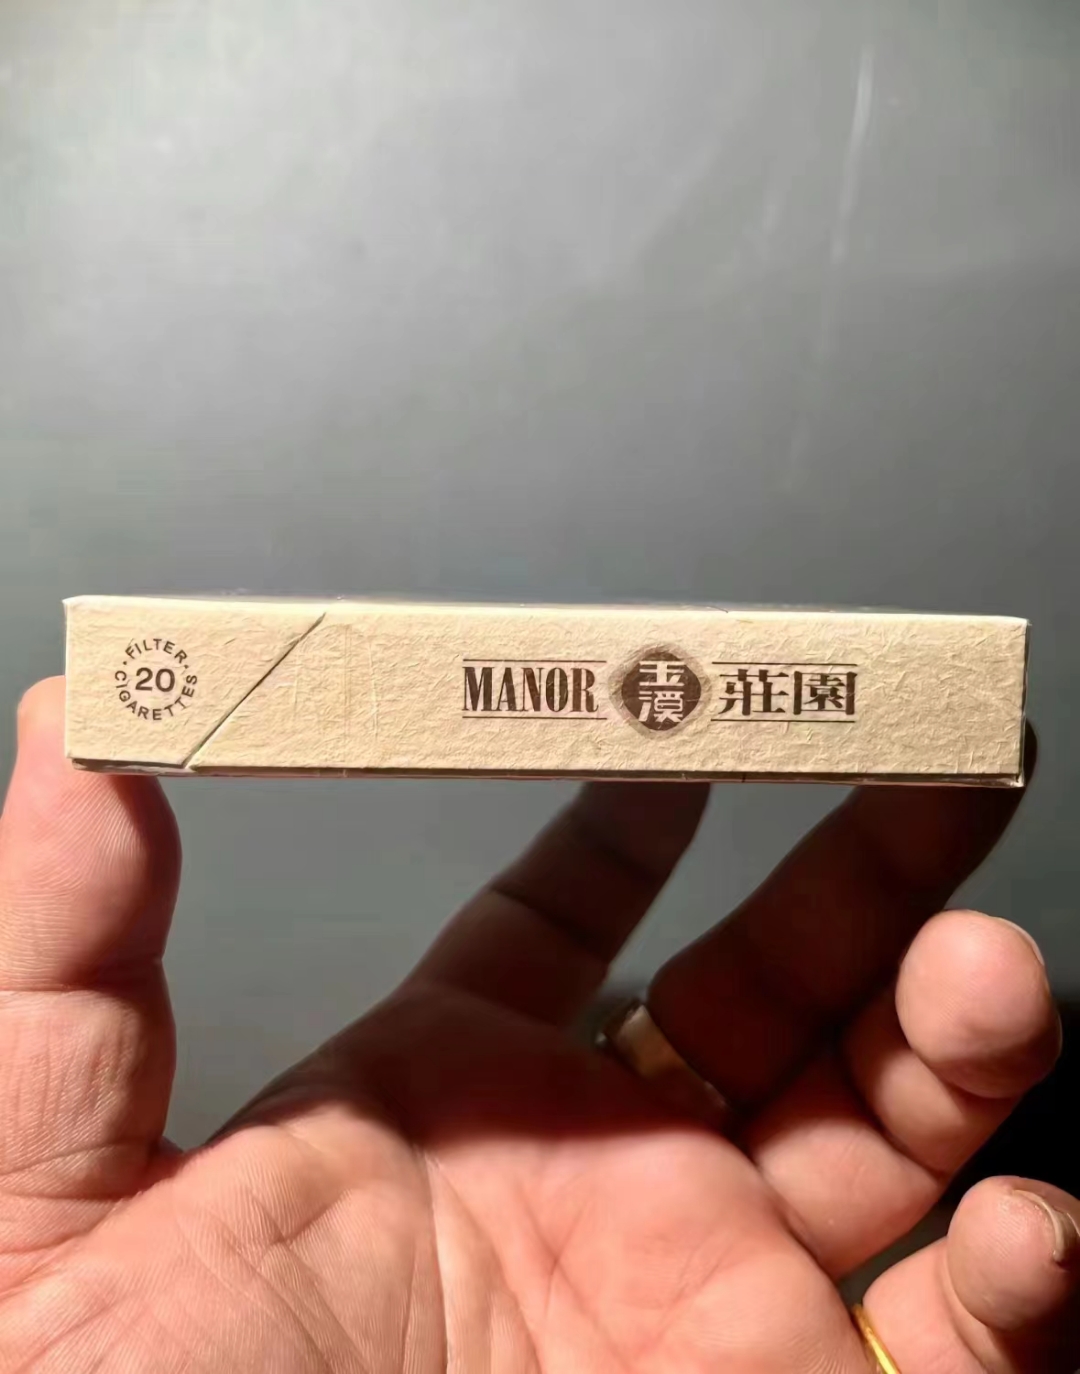 FILTER
20
CIGARETTES
MANOR 玉溪 莊園